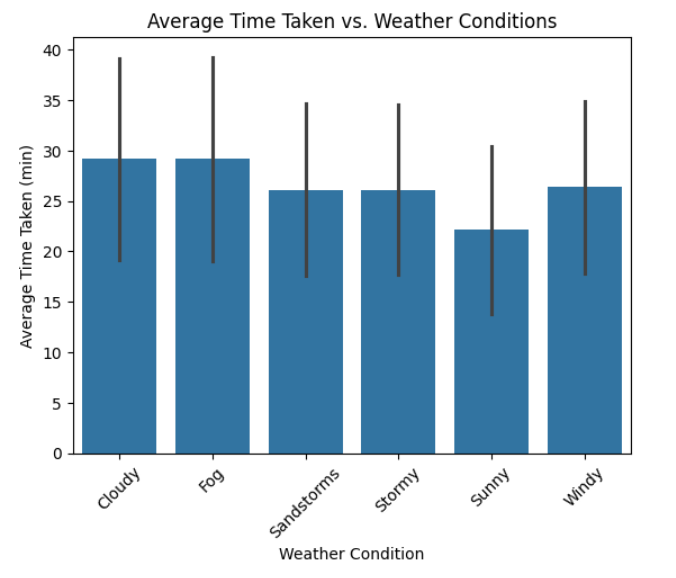 Average Time Taken vs. Weather Conditions
40
35
30
25
20
15
10
5
0
Average Time Taken (min)
Cloudy
Fog
Sandstorms
Stormy
Sunny
Windy
Weather Condition